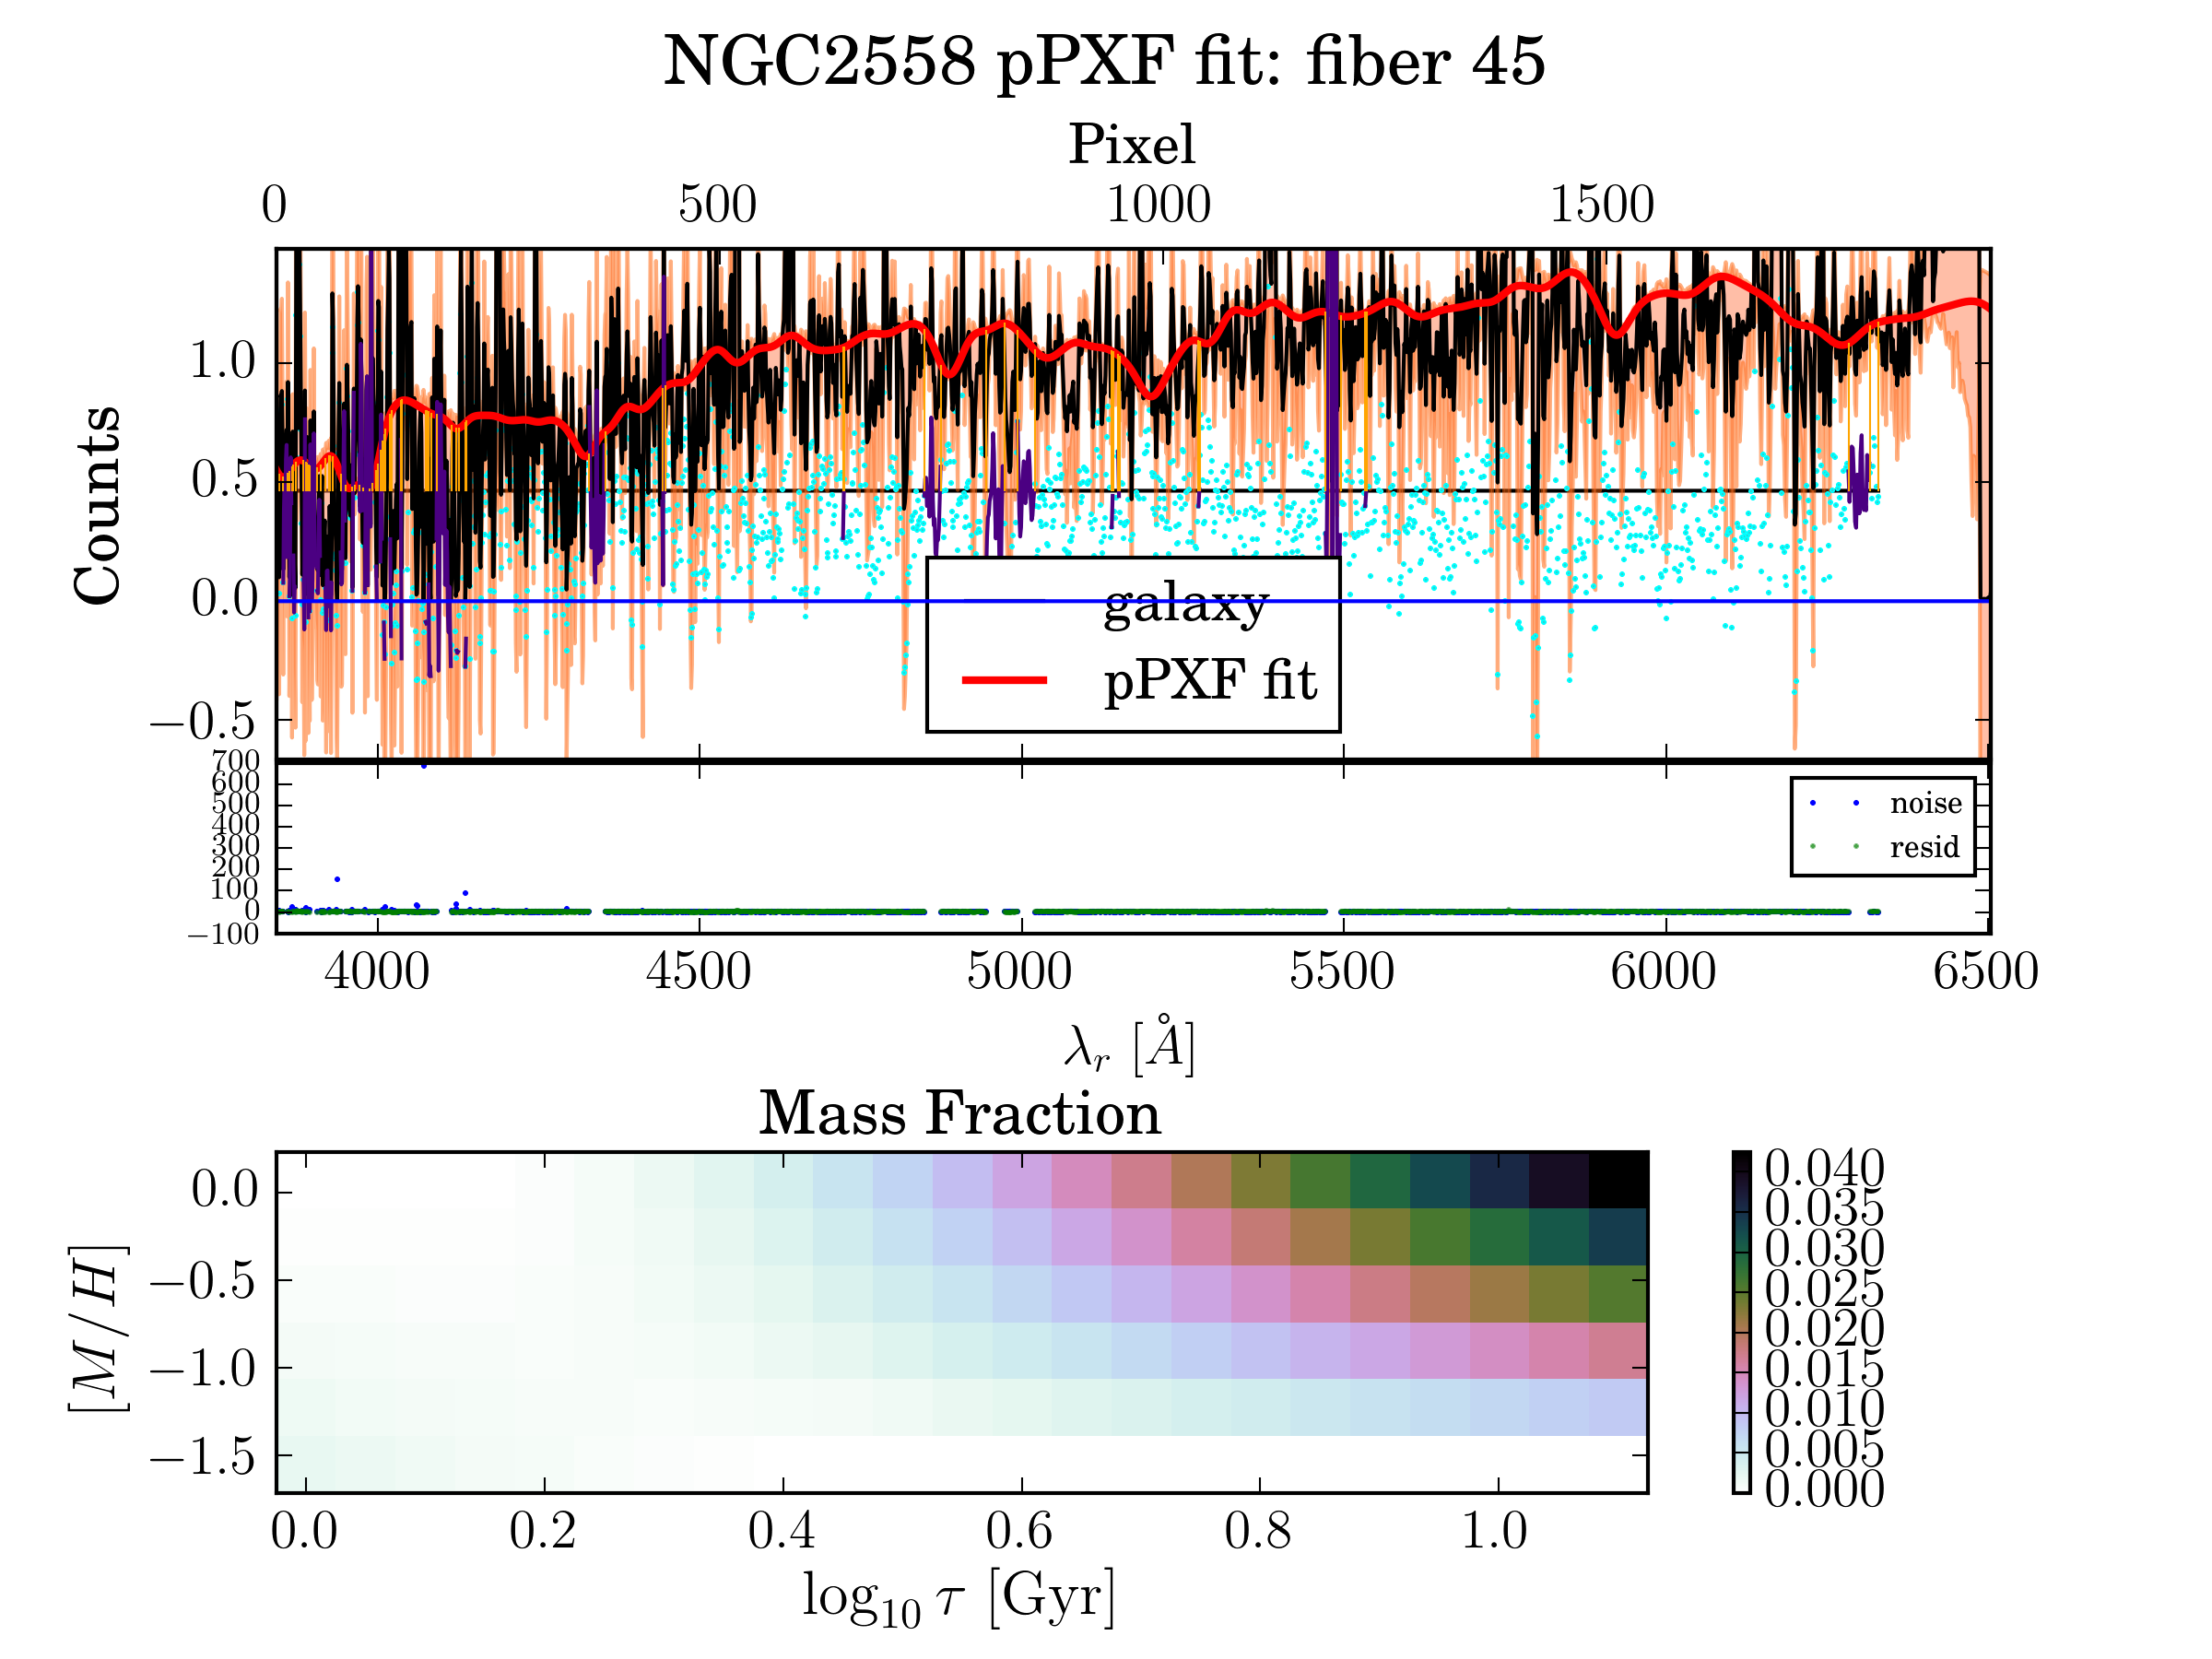 NGC2558 pPXF fit: fiber 45
Pixel
0 500 1000 1500
Counts
1.0
0.5
0.0
−0.5
galaxy
pPXF fit
700
600
500
400
300
200
100
0
−100
noise
resid
4000 4500 5000 5500 6000 6500
λr [Å]
Mass Fraction
[M/H]
0.0
−0.5
−1.0
−1.5
0.0 0.2 0.4 0.6 0.8 1.0
log10 τ [Gyr]
0.040
0.035
0.030
0.025
0.020
0.015
0.010
0.005
0.000